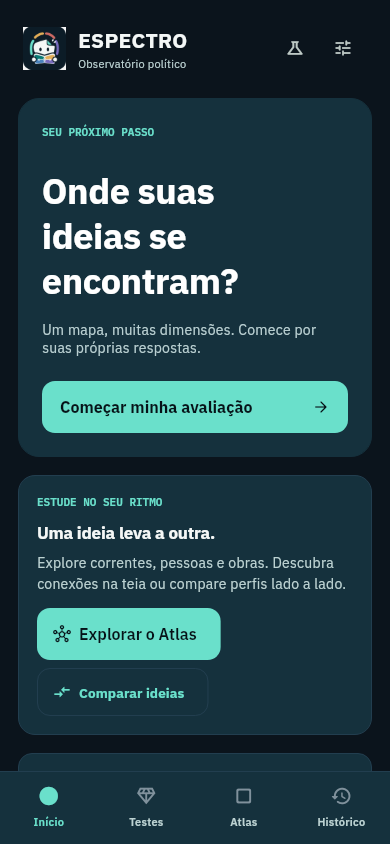 ESPECTRO
Observatório político
SEU PRÓXIMO PASSO
Onde suas
ideias se
encontram?
Um mapa, muitas dimensões. Comece por
suas próprias respostas.
Começar minha avaliação
ESTUDE NO SEU RITMO
Uma ideia leva a outra.
Explore correntes, pessoas e obras. Descubra
conexões na teia ou compare perfis lado a lado.
Explorar o Atlas
Comparar ideias
Início
Testes
Atlas
Histórico